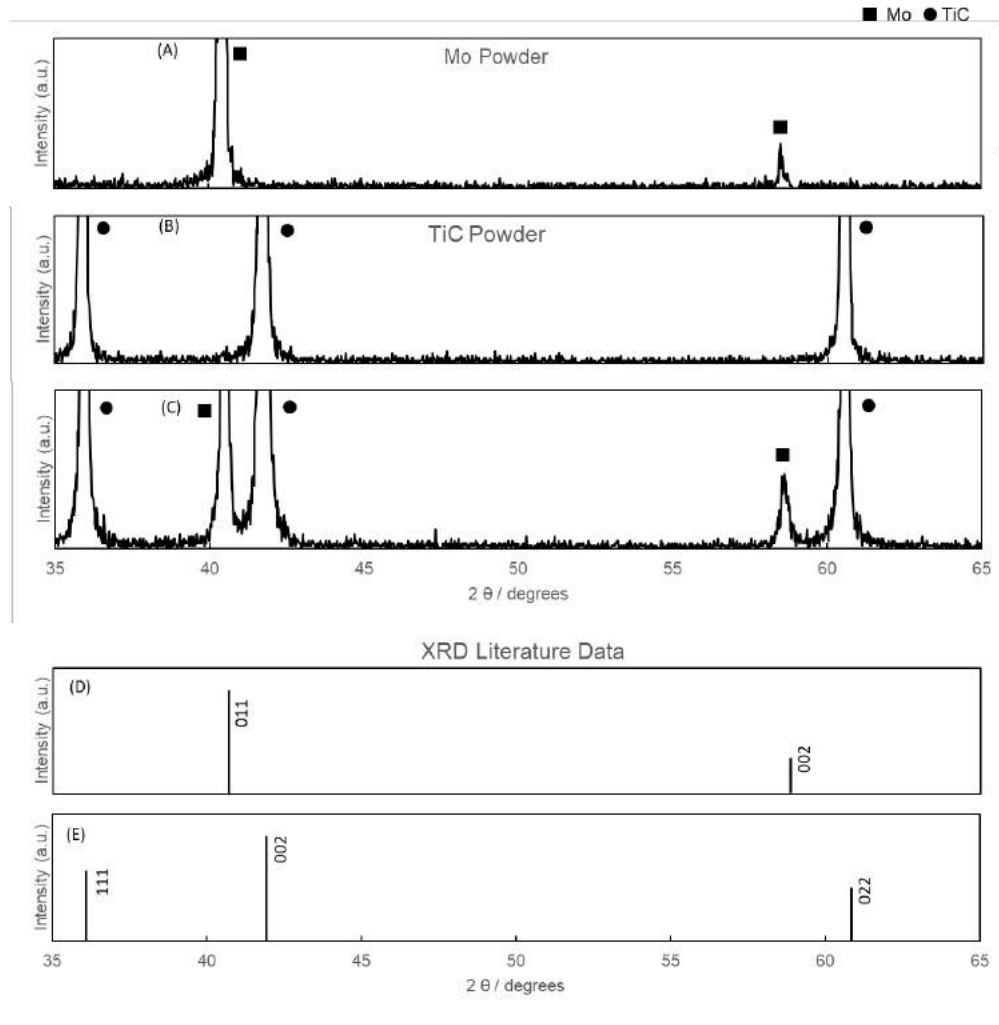 ■ Mo ● TiC
(A)
Mo Powder
Intensity (a.u.)
(B)
TiC Powder
Intensity (a.u.)
(C)
Intensity (a.u.)
35 40 45 50 55 60 65
2 θ / degrees
XRD Literature Data
(D)
011
002
Intensity (a.u.)
(E)
111
002
022
Intensity (a.u.)
35 40 45 50 55 60 65
2 θ / degrees